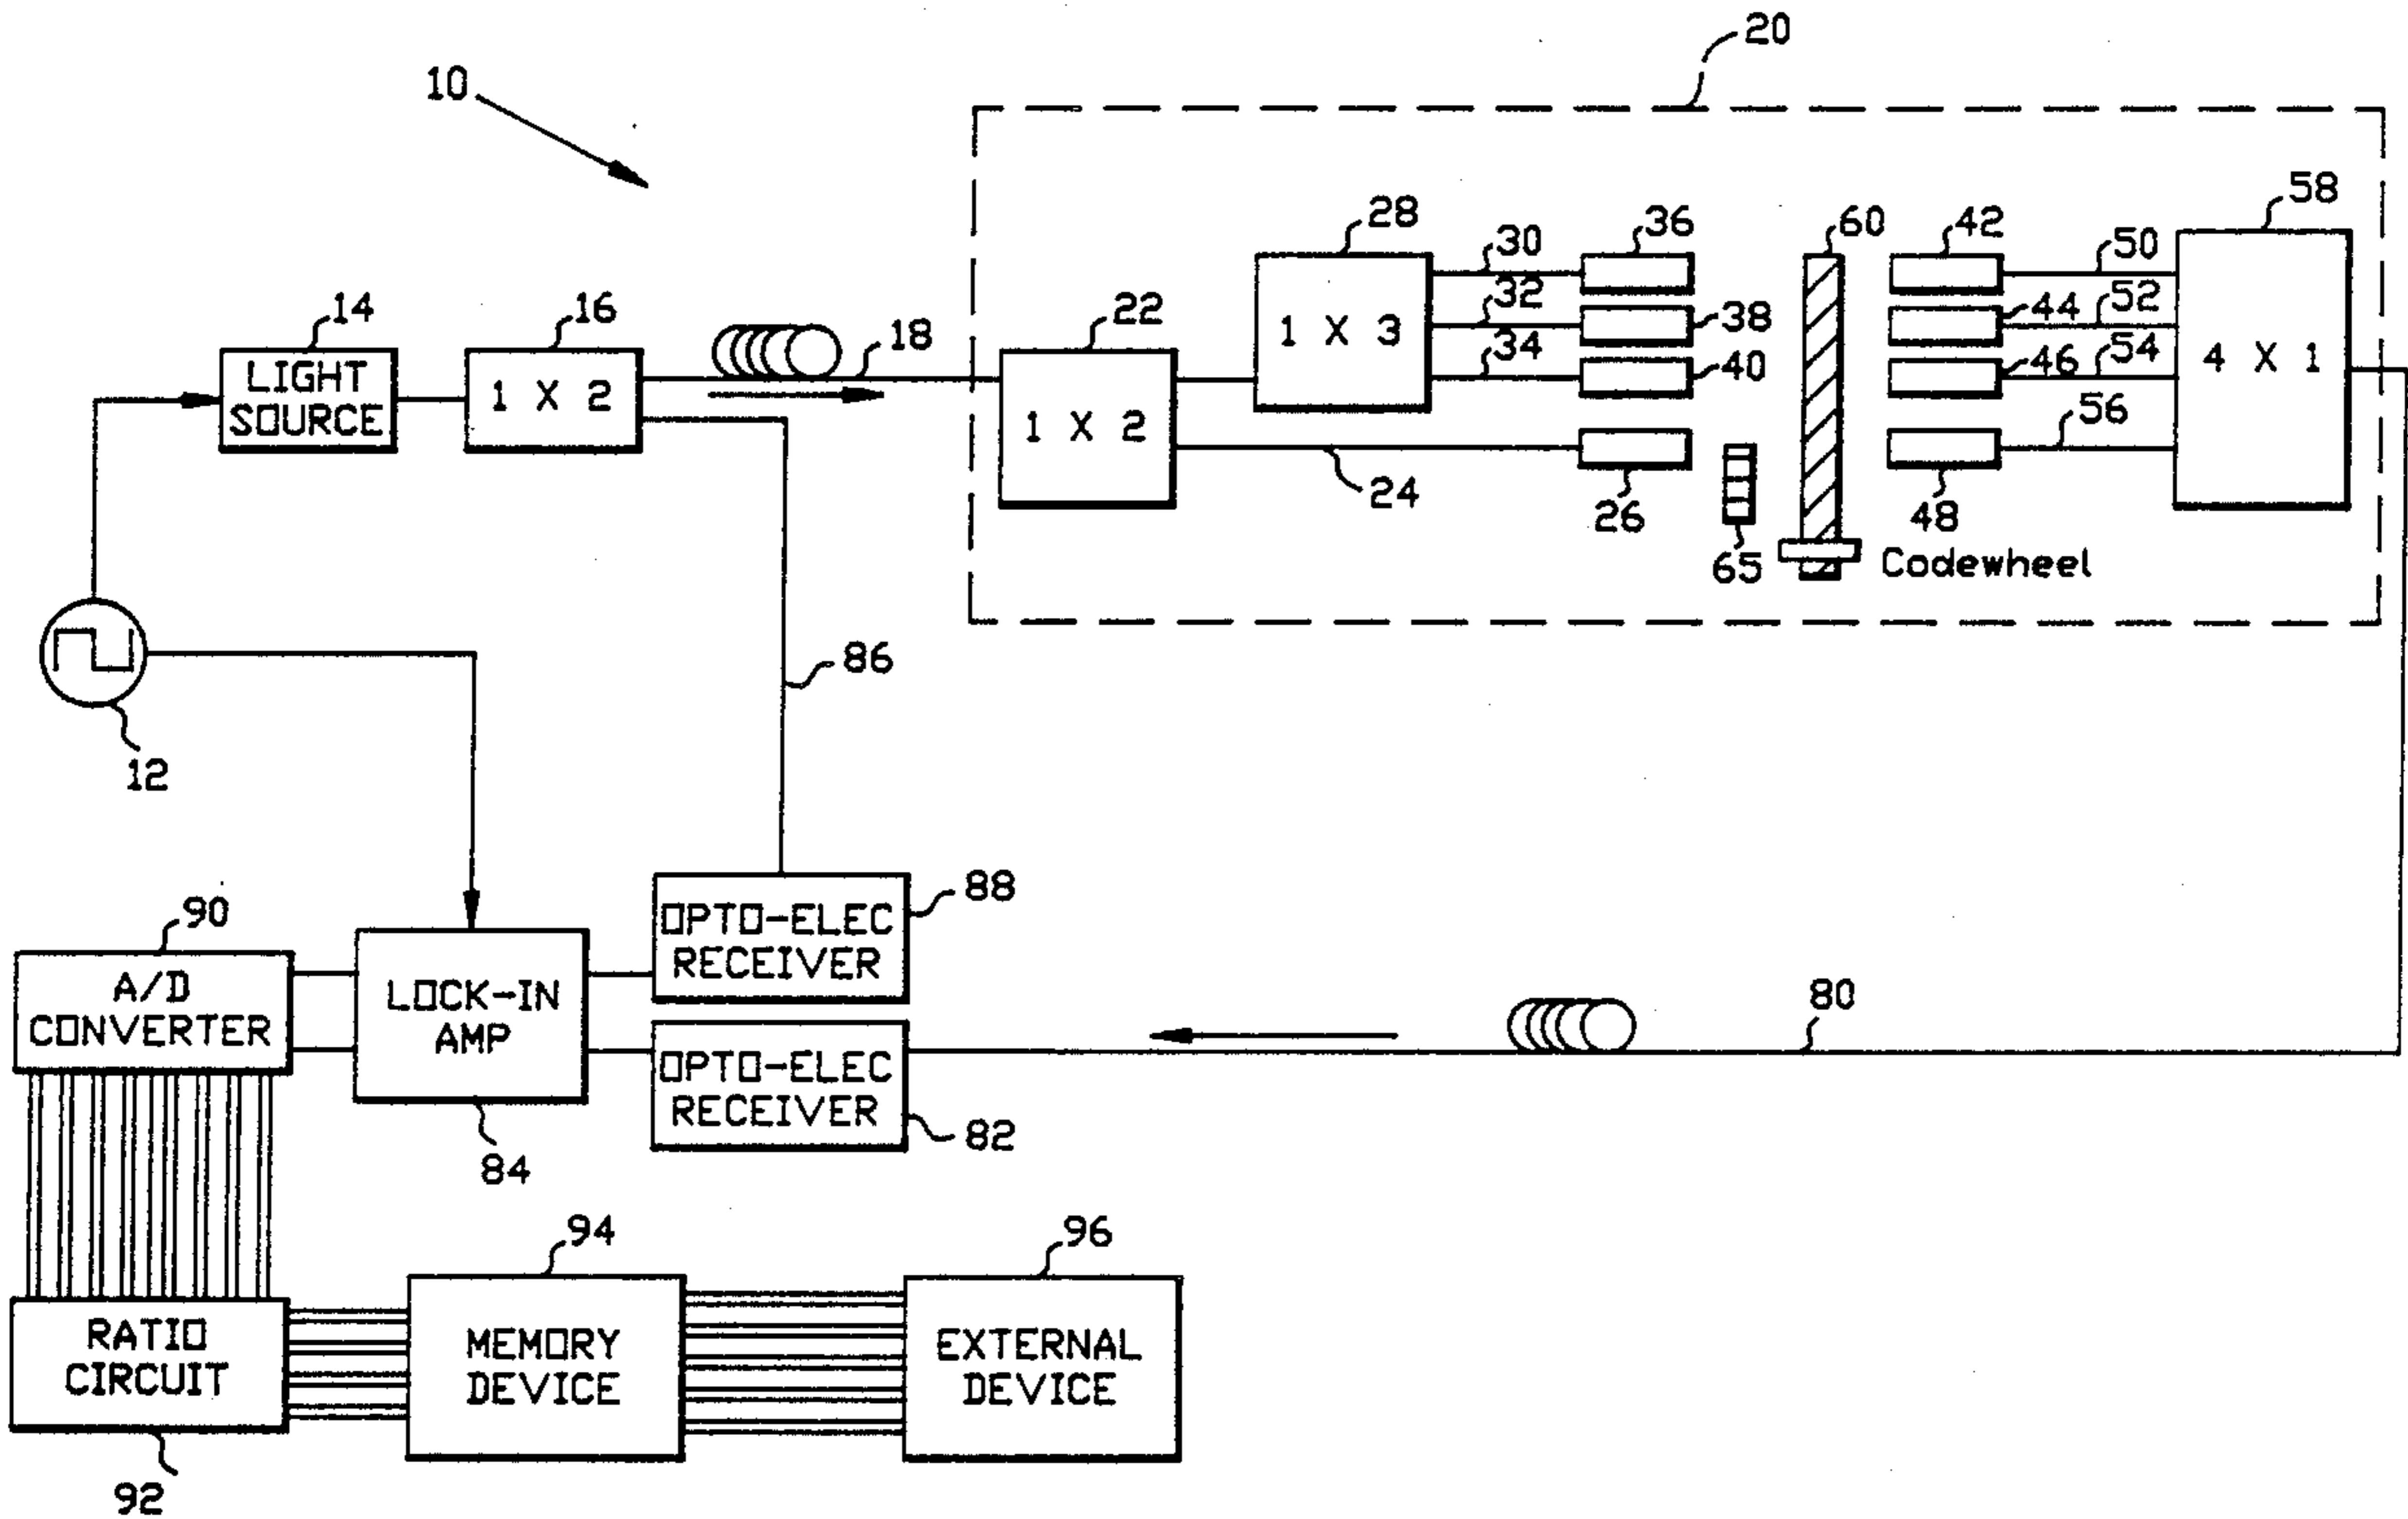 20
10
58
28
36
60
42
30
50
14
16
22
32
44
52
18
38
LIGHT
SOURCE
1 X 2
1 X 3
34
46
54
4 X 1
40
1 X 2
56
24
26
48
65
Codewheel
86
12
88
90
OPTO-ELEC
RECEIVER
A/D
CONVERTER
LOCK-IN
AMP
80
OPTO-ELEC
RECEIVER
82
84
94
96
RATIO
CIRCUIT
MEMORY
DEVICE
EXTERNAL
DEVICE
92